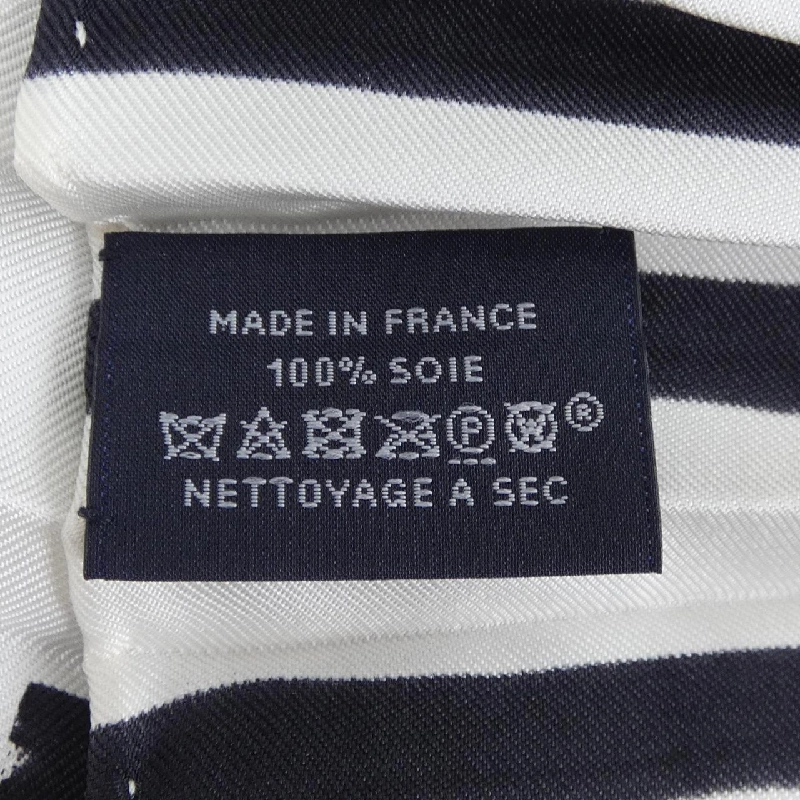 MADE IN FRANCE
100% SOIE
P W ®
NETTOYAGE A SEC